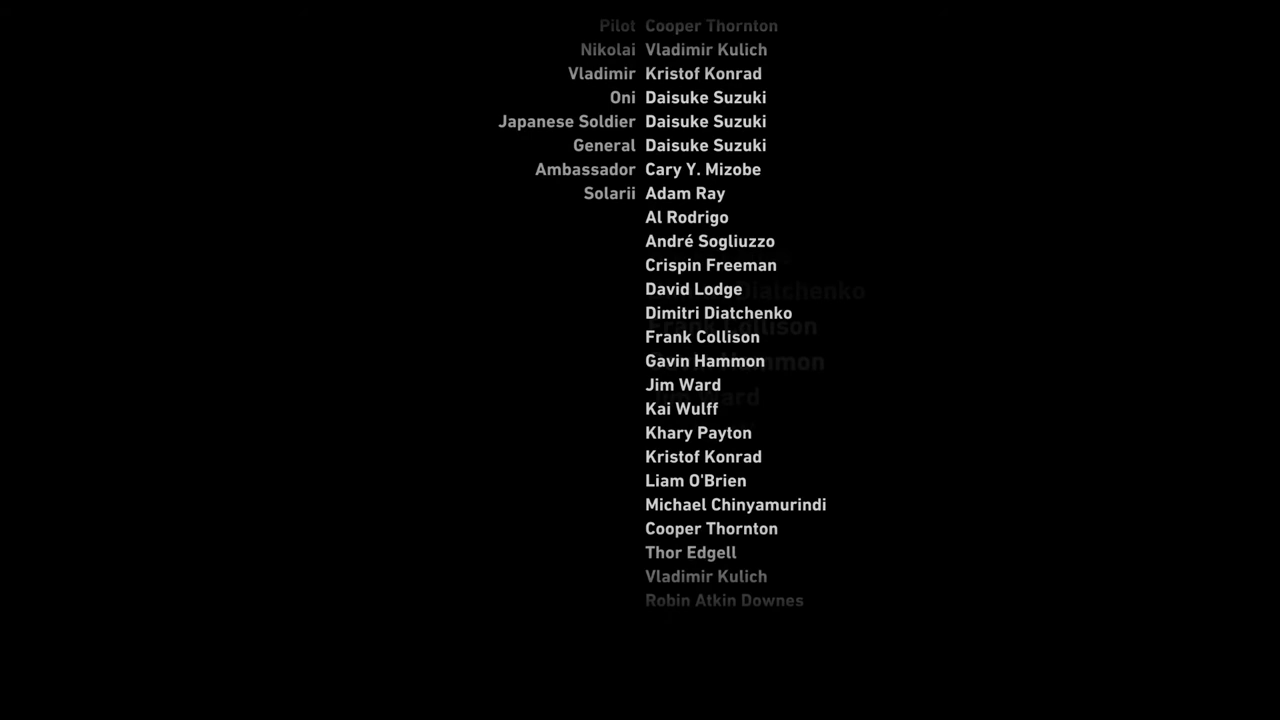 Pilot Cooper Thornton
Nikolai Vladimir Kulich
Vladimir Kristof Konrad
Oni Daisuke Suzuki
Japanese Soldier Daisuke Suzuki
General Daisuke Suzuki
Ambassador Cary Y. Mizobe
Solarii Adam Ray
Al Rodrigo
André Sogliuzzo
Crispin Freeman
David Lodge
Dimitri Diatchenko
Frank Collison
Gavin Hammon
Jim Ward
Kai Wulff
Khary Payton
Kristof Konrad
Liam O'Brien
Michael Chinyamurindi
Cooper Thornton
Thor Edgell
Vladimir Kulich
Robin Atkin Downes